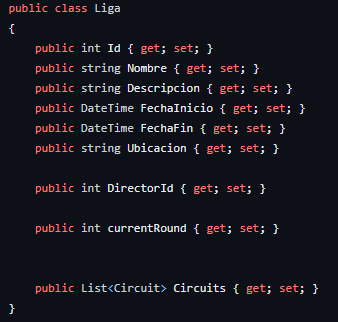 public class Liga
{
public int Id { get; set; }
public string Nombre { get; set; }
public string Descripcion { get; set; }
public DateTime FechaInicio { get; set; }
public DateTime FechaFin { get; set; }
public string Ubicacion { get; set; }
public int DirectorId { get; set; }
public int currentRound { get; set; }
public List<Circuit> Circuits { get; set; }
}